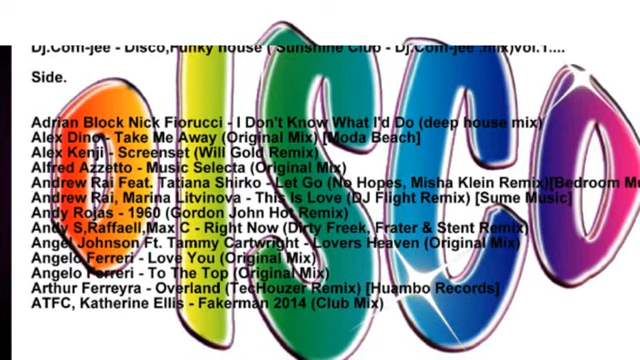 Dj.Com-jee - Disco,Funky house ( Sunshine Club - Dj.Com-jee .mix)vol.1....
Side.
Adrian Block Nick Fiorucci - I Don't Know What I'd Do (deep house mix)
Alex Dino - Take Me Away (Original Mix) [Moda Beach]
Alex Kenji - Screenset (Will Gold Remix)
Alfred Azzetto - Music Selecta (Original Mix)
Andrew Rai Feat. Tatiana Shirko - Let Go (No Hopes, Misha Klein Remix)[Bedroom Mu
Andrew Rai, Marina Litvinova - This Is Love (DJ Flight Remix) [Sume Music]
Andy Rojas - 1960 (Gordon John Hot Remix)
Andy S,Raffaell,Max C - Right Now (Dirty Freek, Frater & Stent Remix)
Angel Johnson Ft. Tammy Cartwright - Lovers Heaven (Original Mix)
Angelo Ferreri - Love You (Original Mix)
Angelo Ferreri - To The Top (Original Mix)
Arthur Ferreyra - Overland (TecHouzer Remix) [Huambo Records]
ATFC, Katherine Ellis - Fakerman 2014 (Club Mix)
DISCO